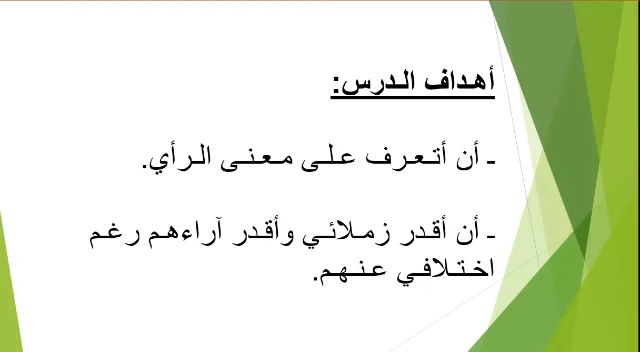 أهداف الدرس:
ـ أن أتعرف على معنى الرأي.
ـ أن أقدر زملائي وأقدر آراءهم رغم
اختلافي عنهم.